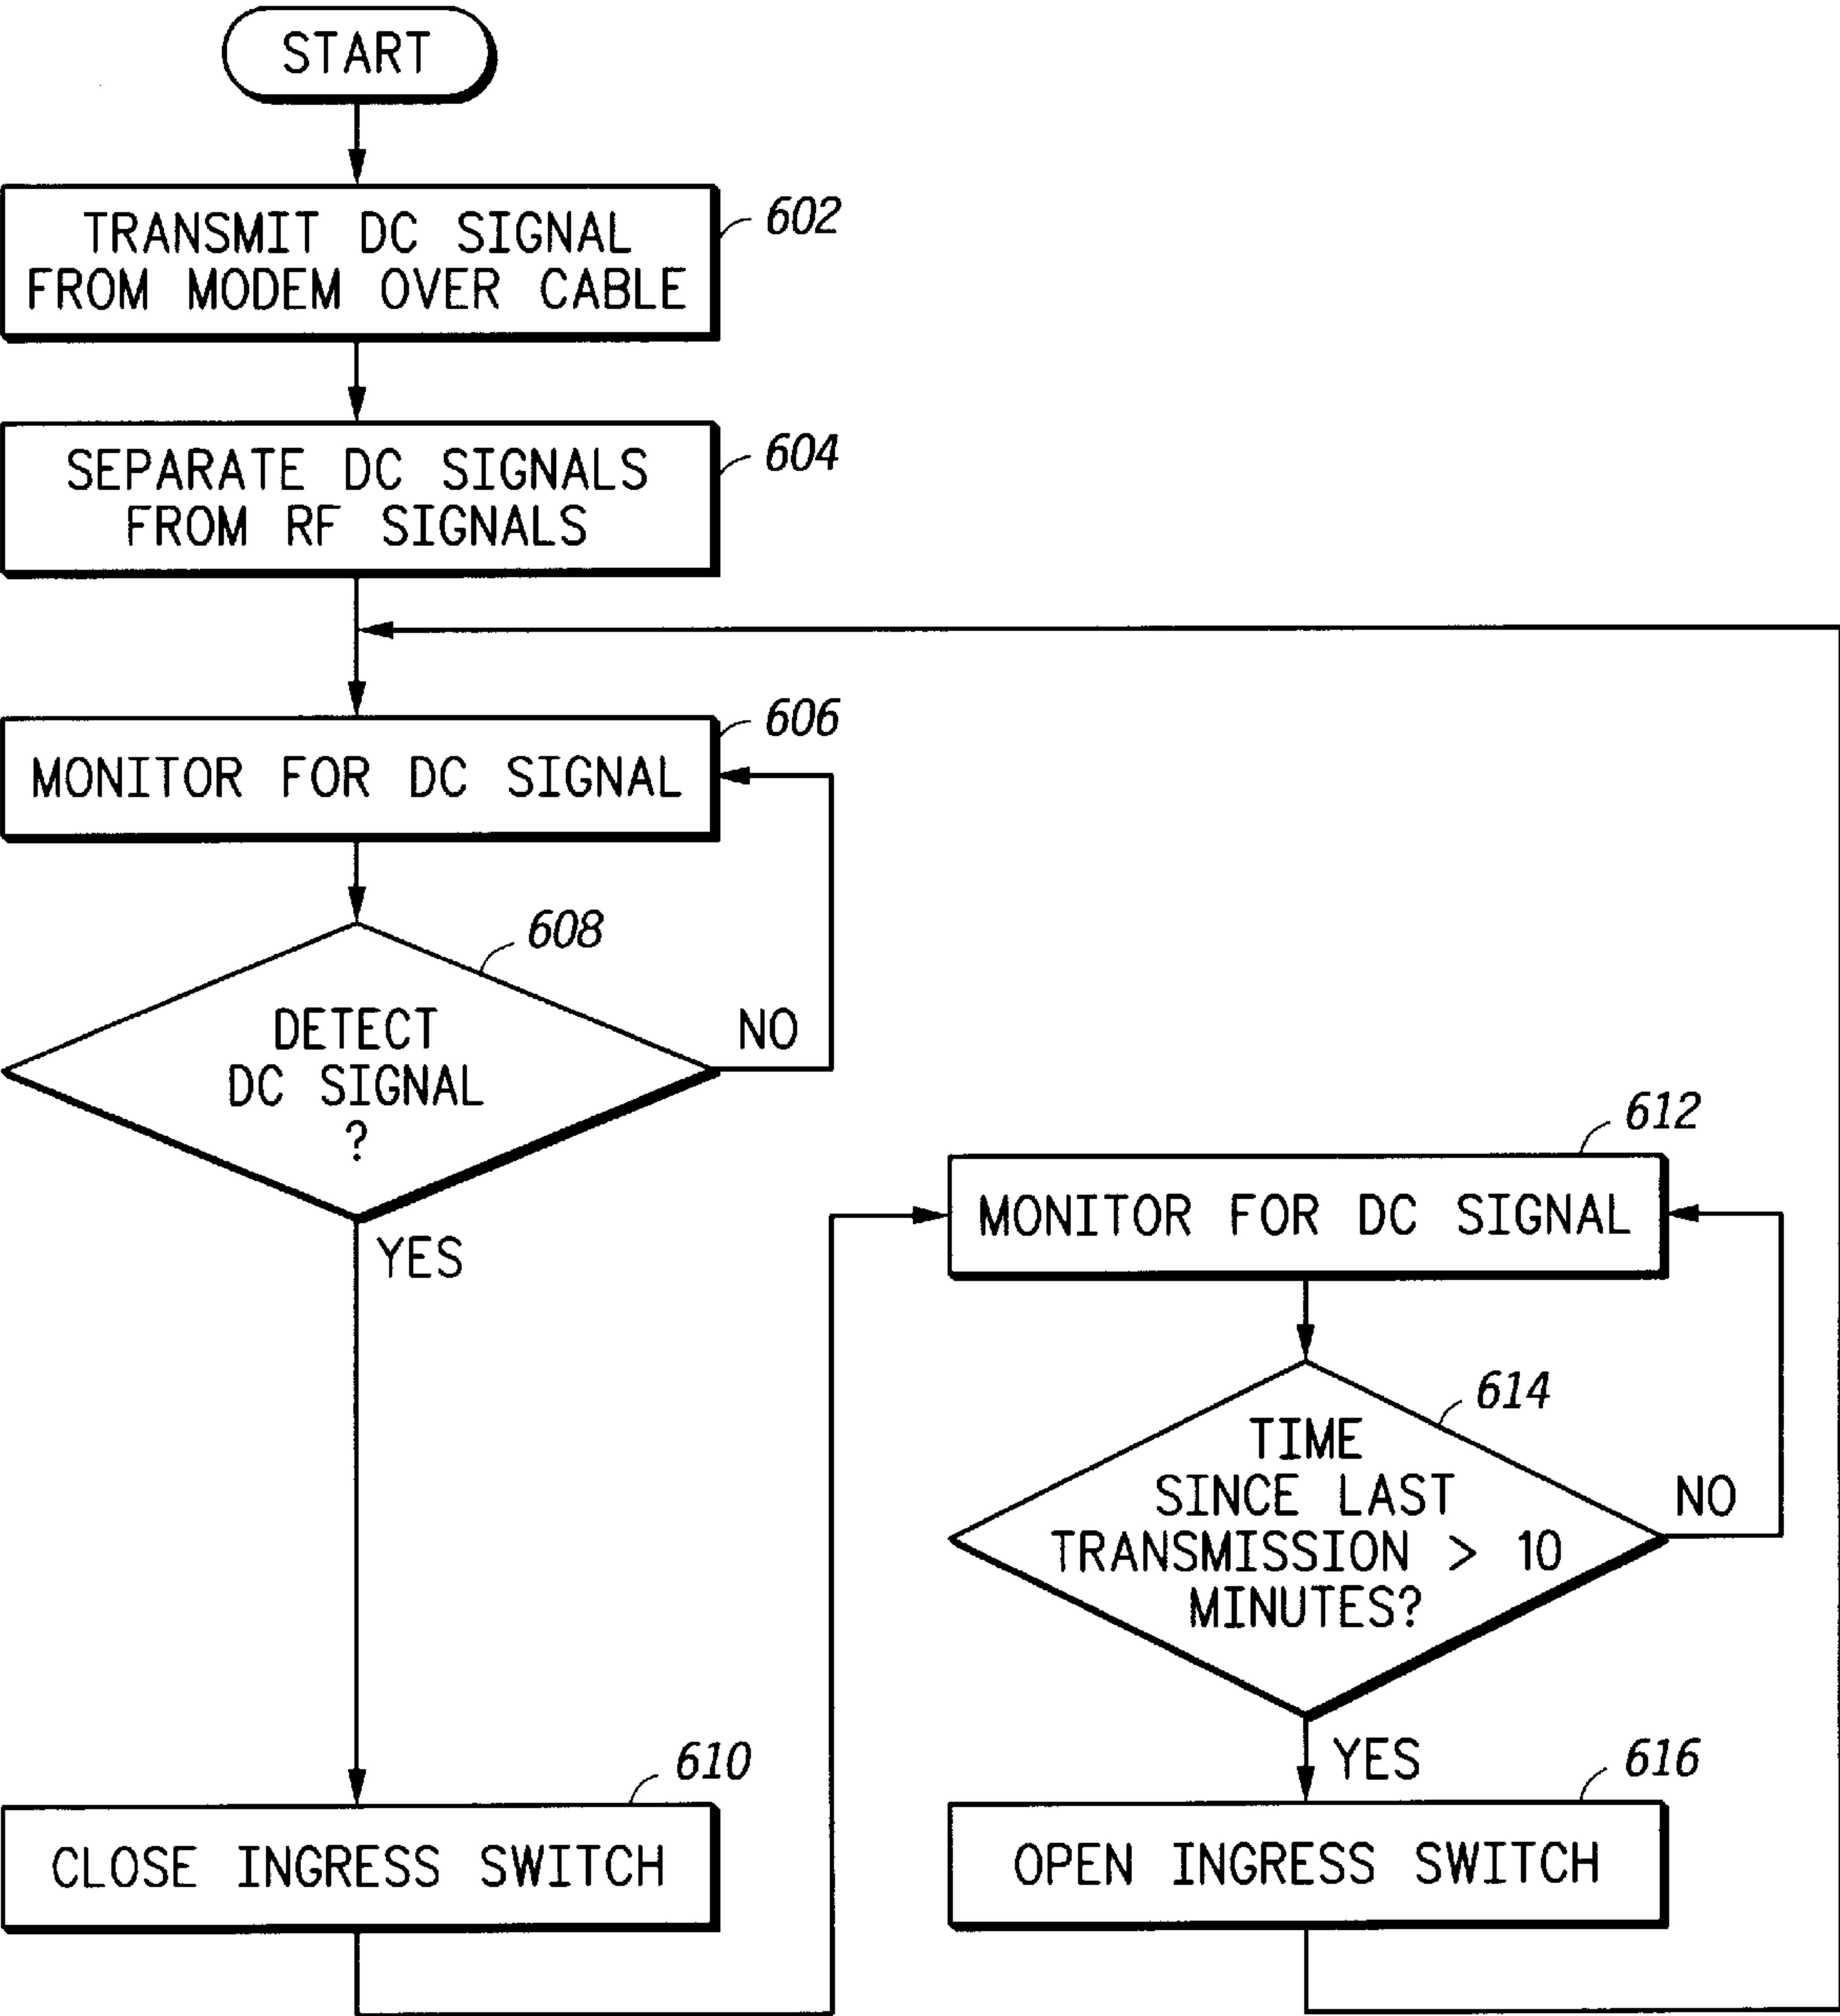 START
TRANSMIT DC SIGNAL
FROM MODEM OVER CABLE
602
SEPARATE DC SIGNALS
FROM RF SIGNALS
604
606
MONITOR FOR DC SIGNAL
608
DETECT
DC SIGNAL
?
NO
YES
610
CLOSE INGRESS SWITCH
612
MONITOR FOR DC SIGNAL
614
TIME
SINCE LAST
TRANSMISSION > 10
MINUTES?
NO
YES
616
OPEN INGRESS SWITCH